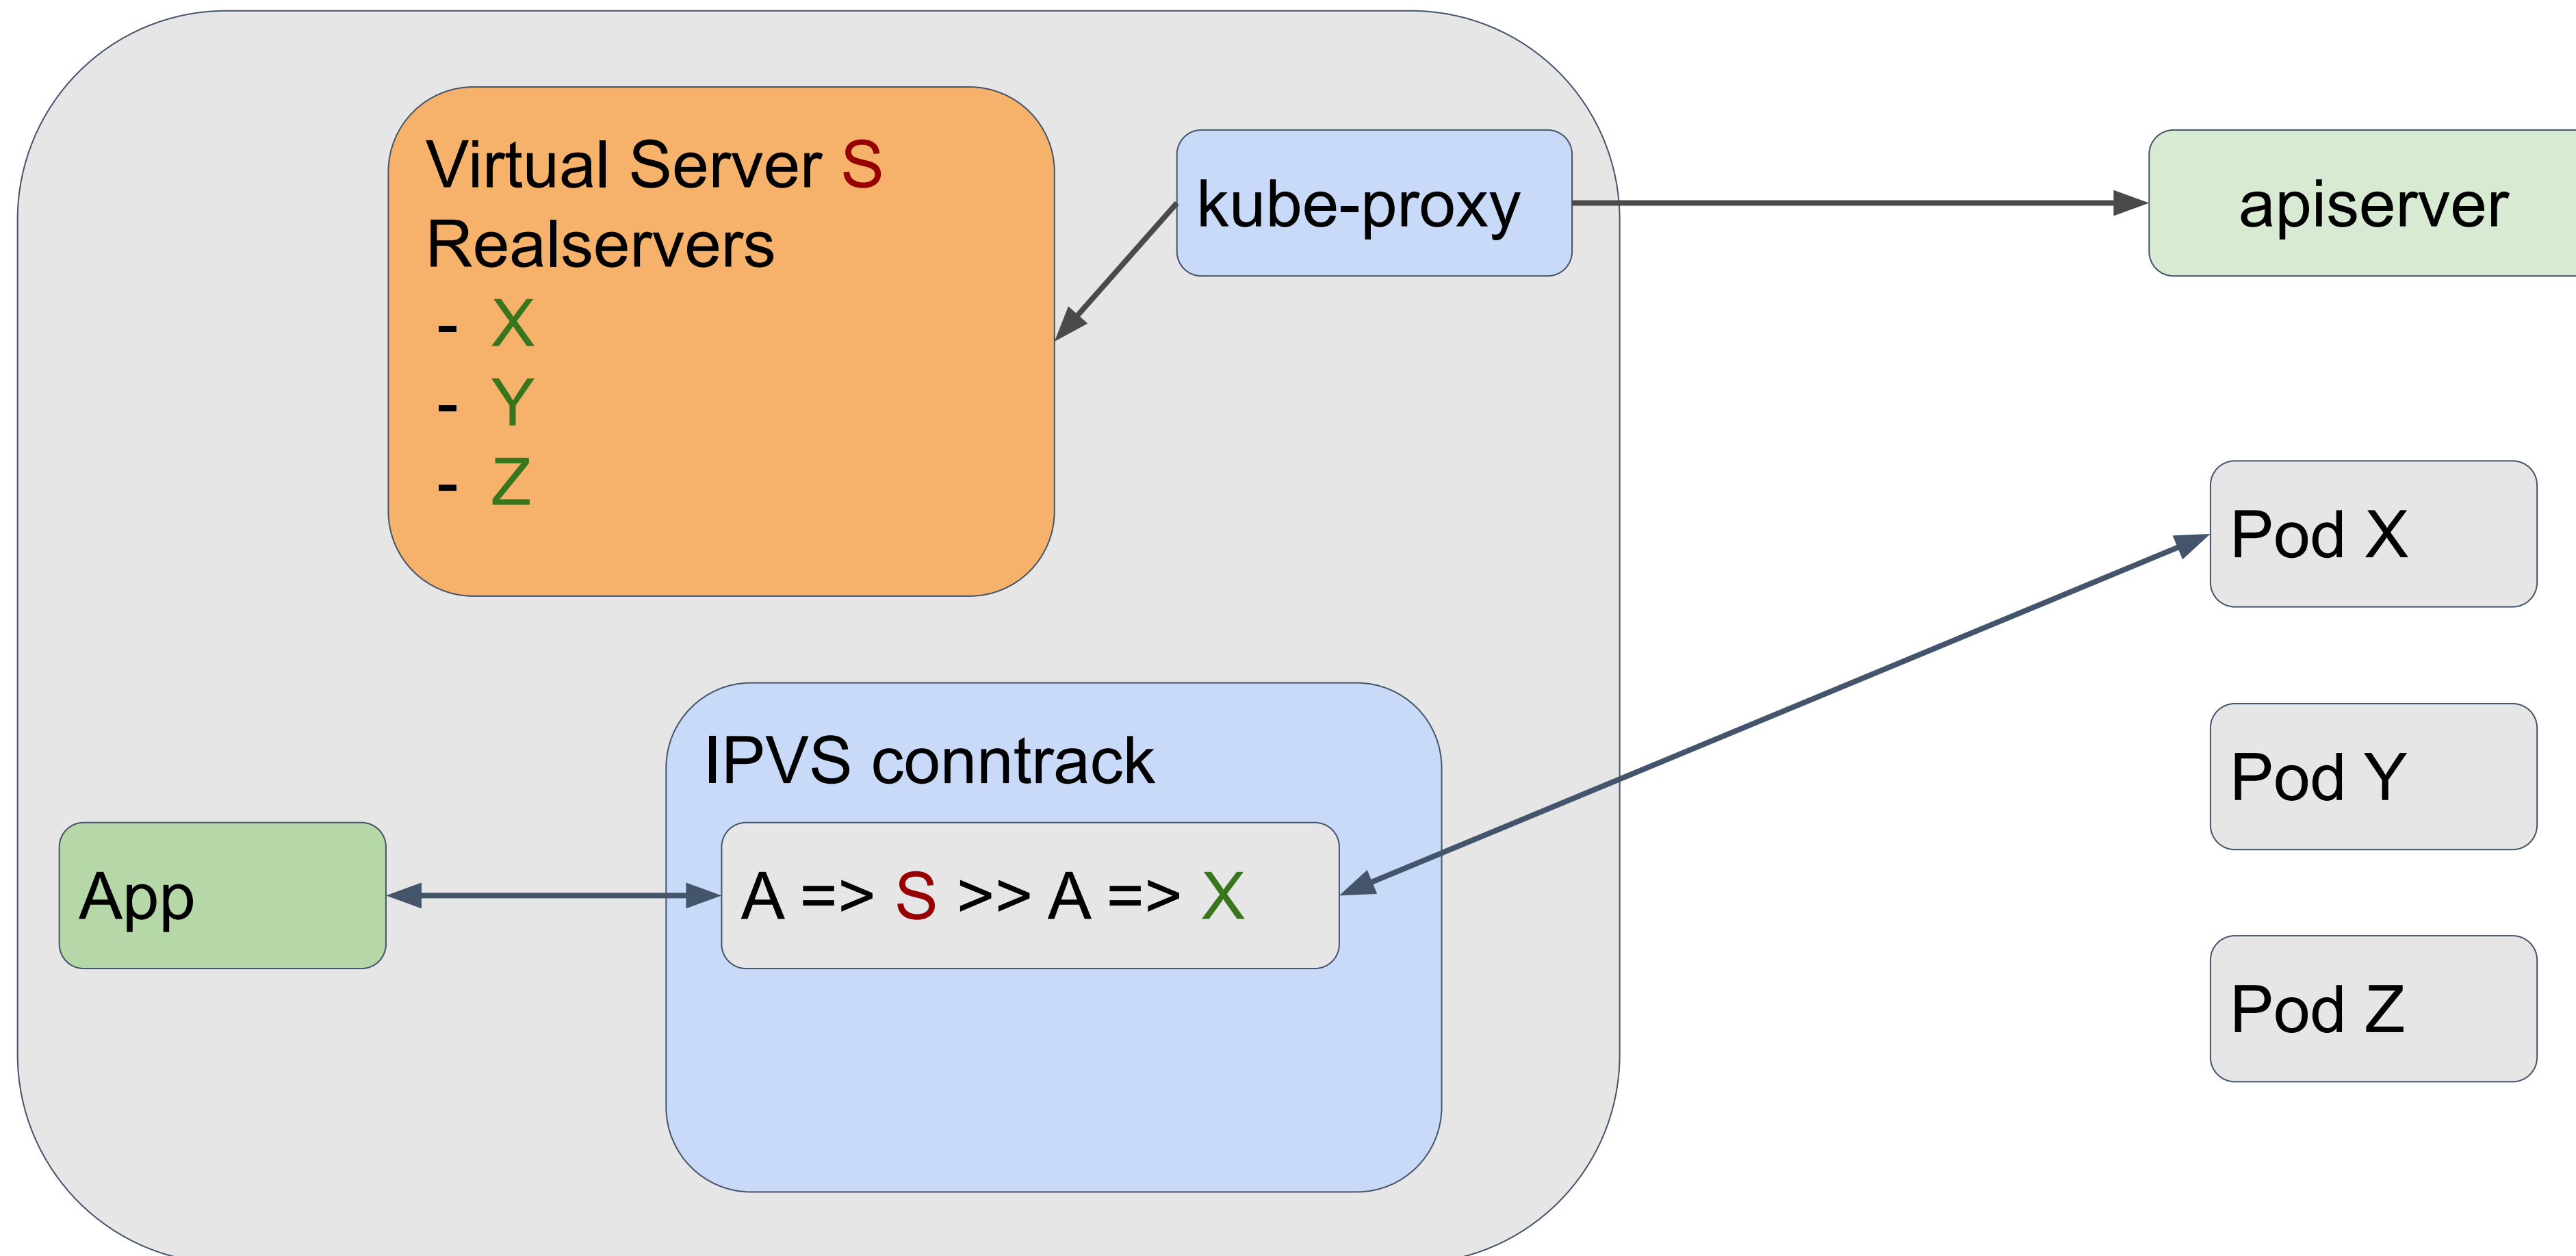 Virtual Server S
Realservers
- X
- Y
- Z
kube-proxy
apiserver
IPVS conntrack
App
A => S >> A => X
Pod X
Pod Y
Pod Z